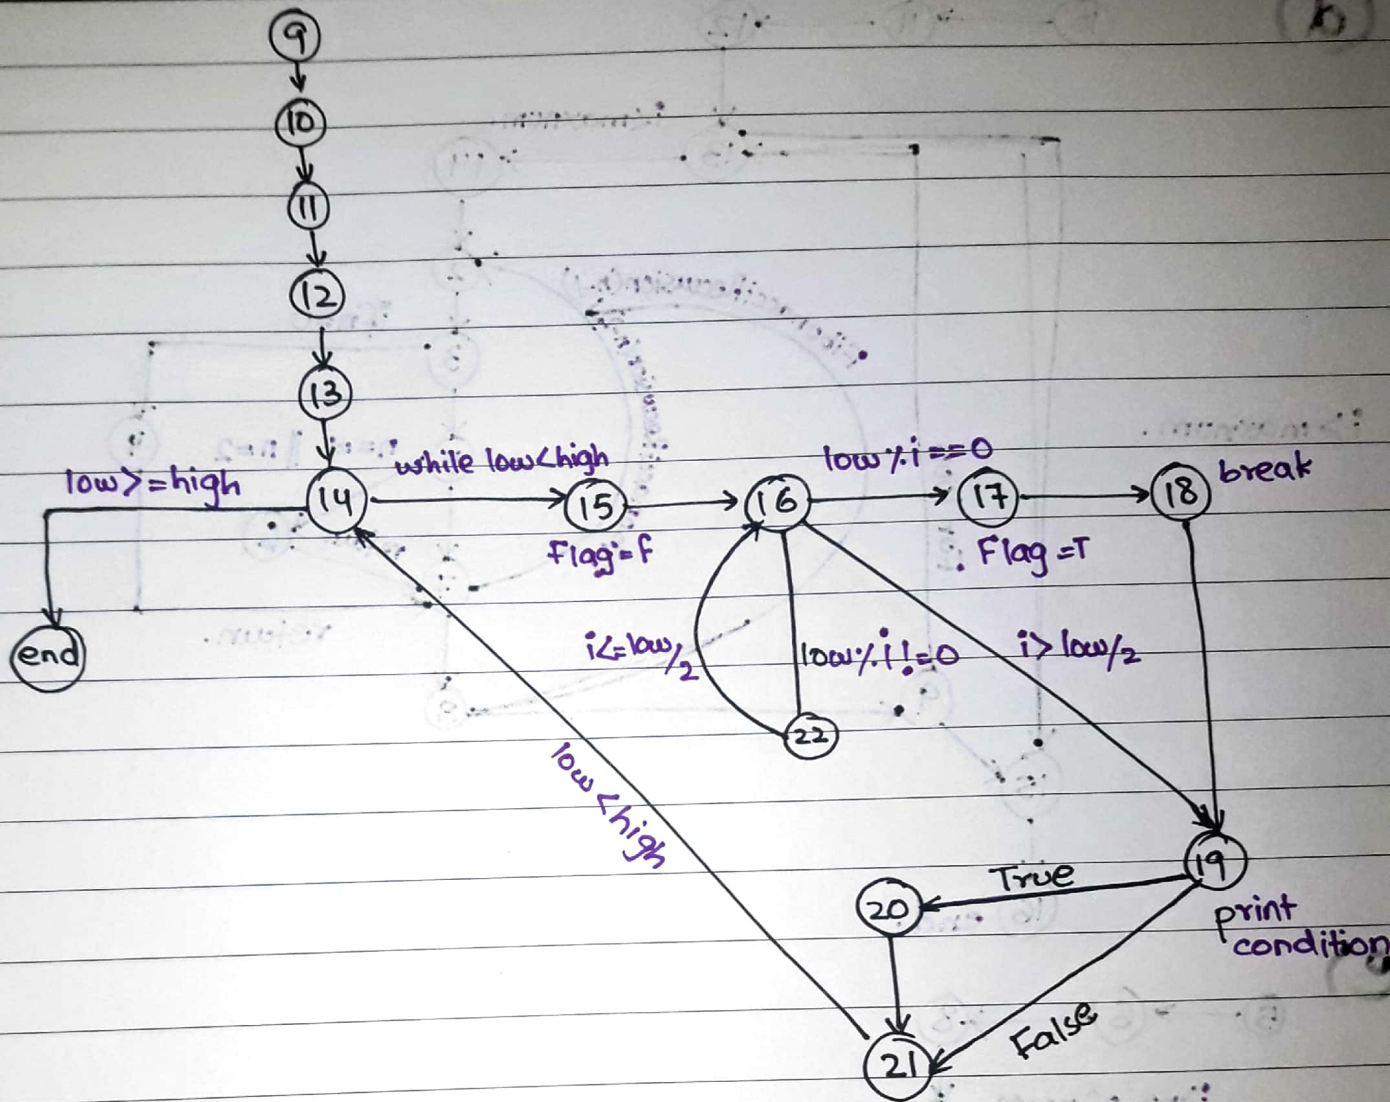 9
10
11
12
13
low>=high
14
while low<high
15
Flag=f
16
low%i==0
17
Flag=T
18
break
end
i<=low/2
low%i!=0
i>low/2
22
low<high
19
print
condition
True
20
False
21